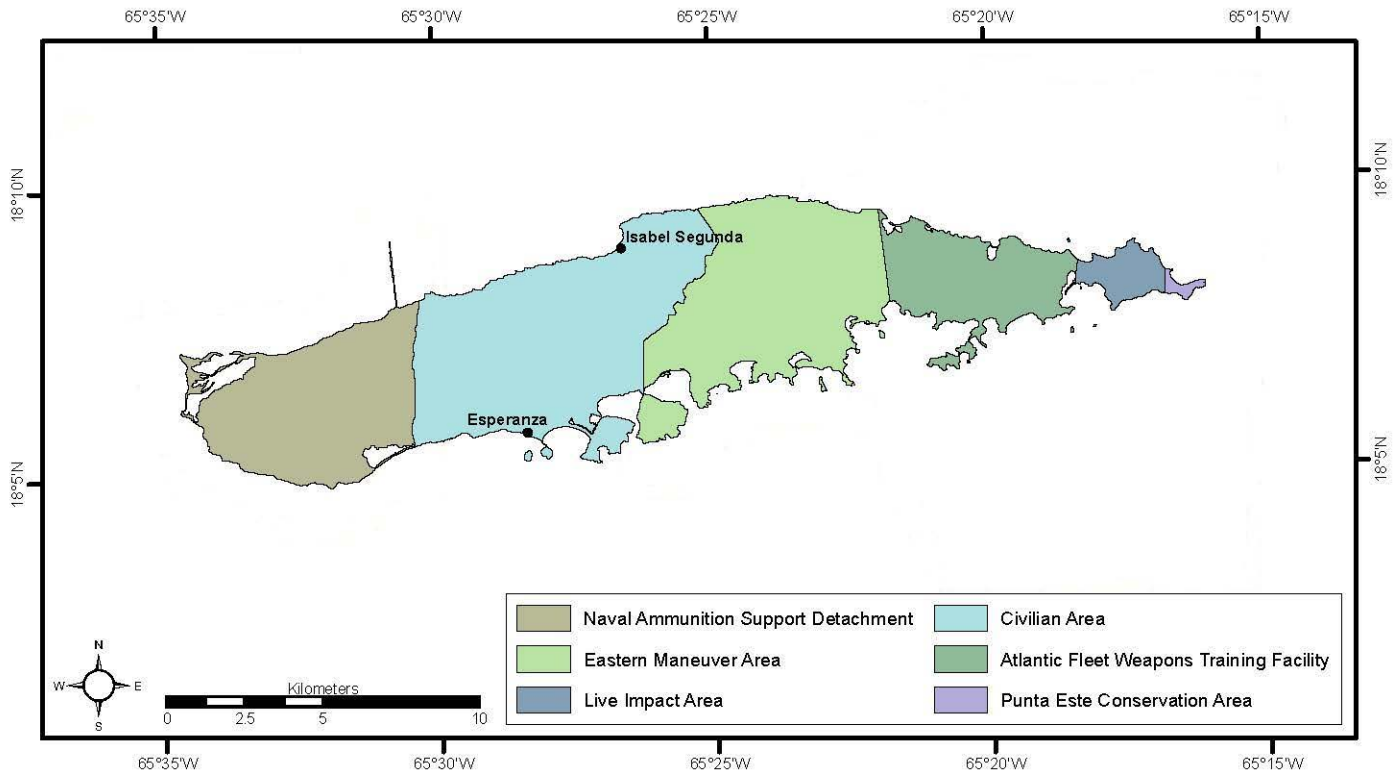 65°35'W 65°30'W 65°25'W 65°20'W 65°15'W
18°10'N
18°10'N
Isabel Segunda
Esperanza
18°5'N
18°5'N
Naval Ammunition Support Detachment
Civilian Area
Eastern Maneuver Area
Atlantic Fleet Weapons Training Facility
Live Impact Area
Punta Este Conservation Area
N
W E
S
Kilometers
0 2.5 5 10
65°35'W 65°30'W 65°25'W 65°20'W 65°15'W